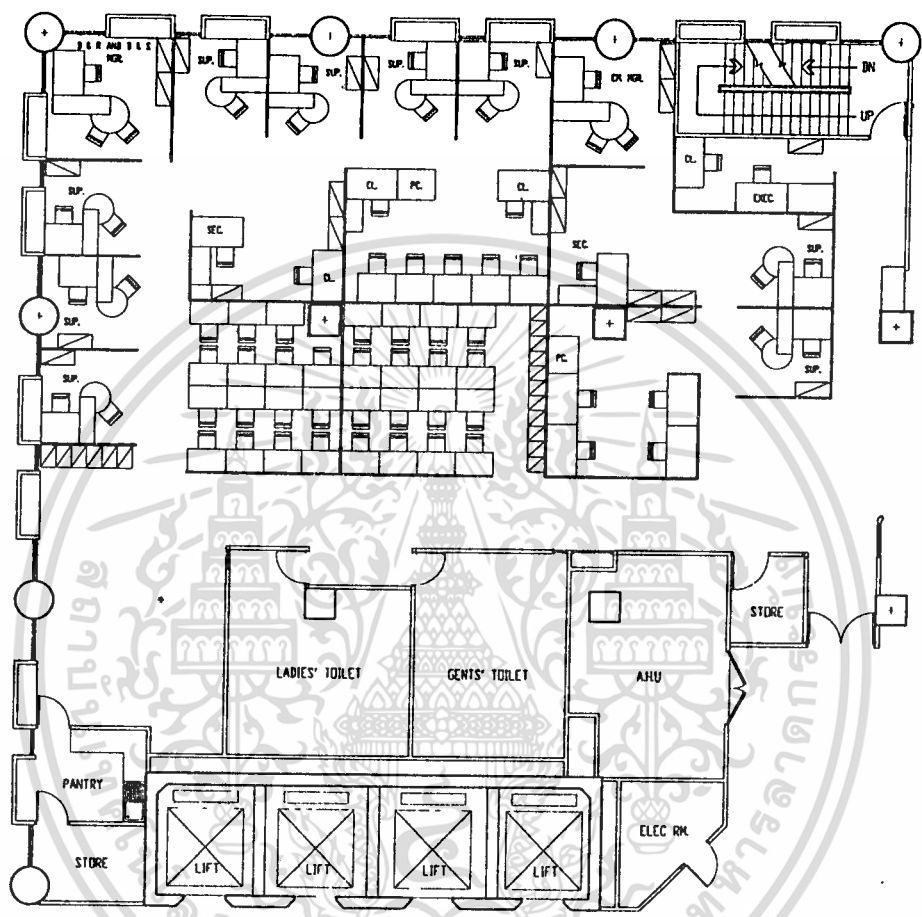 D & R AND B & S
MGR.
SUP.
SUP.
SUP.
SUP.
CR. MGR.
DN
UP
SUP.
CL.
PC.
CL.
CL.
EXEC.
SEC.
CL.
SEC.
SUP.
SUP.
SUP.
PC.
SUP.
LADIES' TOILET
GENTS' TOILET
A.H.U
STORE
PANTRY
STORE
LIFT
LIFT
LIFT
LIFT
ELEC RM.